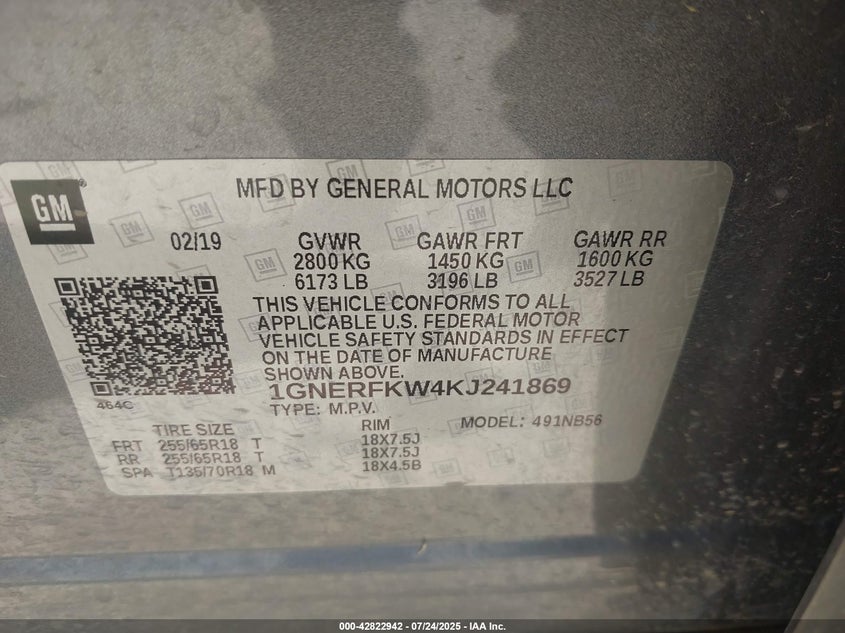 GM
MFD BY GENERAL MOTORS LLC
02/19 GVWR GAWR FRT GAWR RR
2800 KG 1450 KG 1600 KG
6173 LB 3196 LB 3527 LB
THIS VEHICLE CONFORMS TO ALL
APPLICABLE U.S. FEDERAL MOTOR
VEHICLE SAFETY STANDARDS IN EFFECT
ON THE DATE OF MANUFACTURE
SHOWN ABOVE.
1GNERFKW4KJ241869
464C
TYPE: M.P.V. MODEL: 491NB56
TIRE SIZE RIM
FRT 255/65R18 T 18X7.5J
RR 255/65R18 T 18X7.5J
SPA T135/70R18 M 18X4.5B
000-42822942 - 07/24/2025 - IAA Inc.